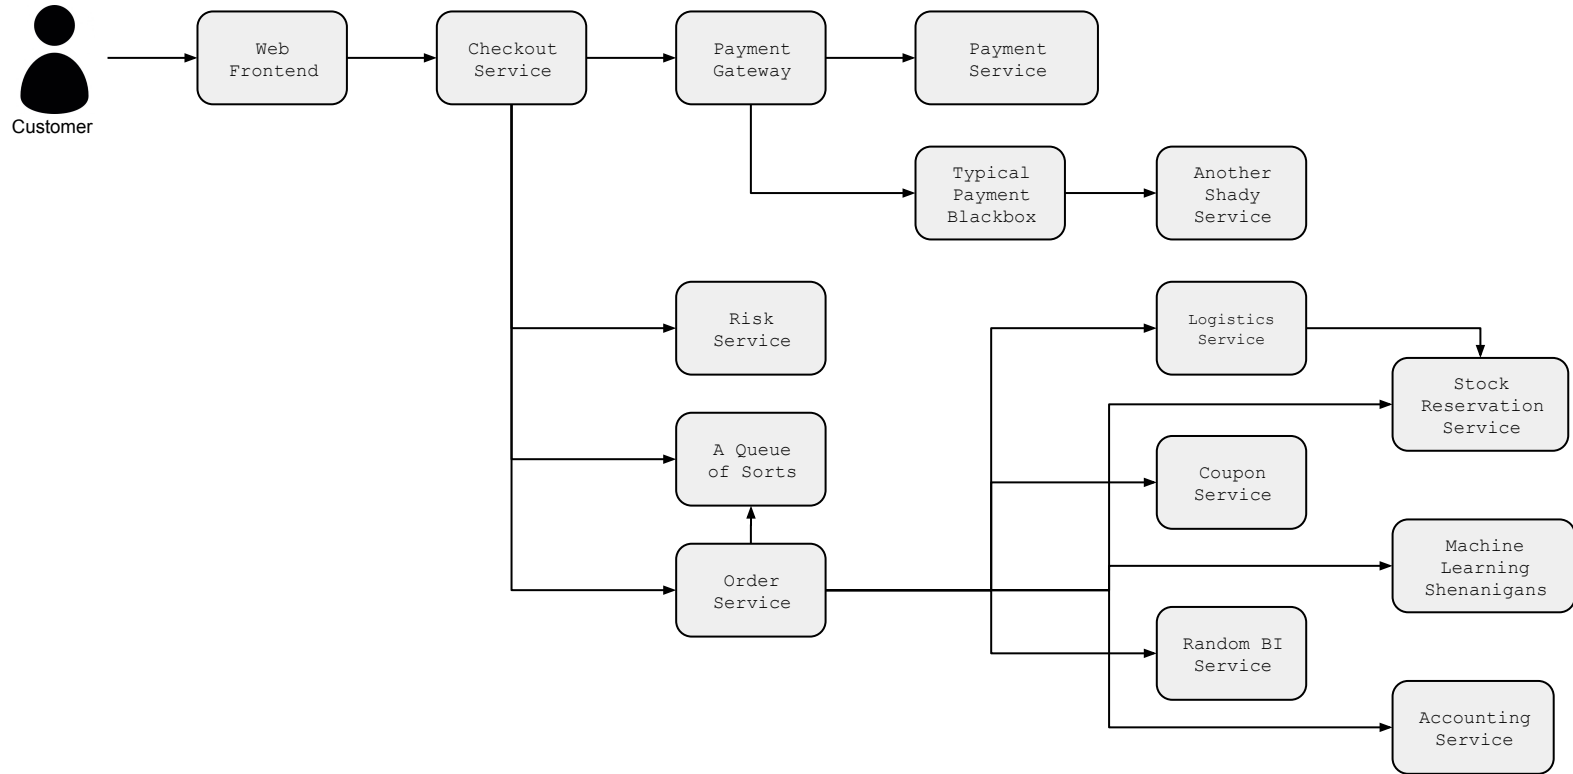 Web
Frontend
Checkout
Service
Payment
Gateway
Payment
Service
Customer
Typical
Payment
Blackbox
Another
Shady
Service
Risk
Service
Logistics
Service
Stock
Reservation
Service
A Queue
of Sorts
Coupon
Service
Order
Service
Machine
Learning
Shenanigans
Random BI
Service
Accounting
Service